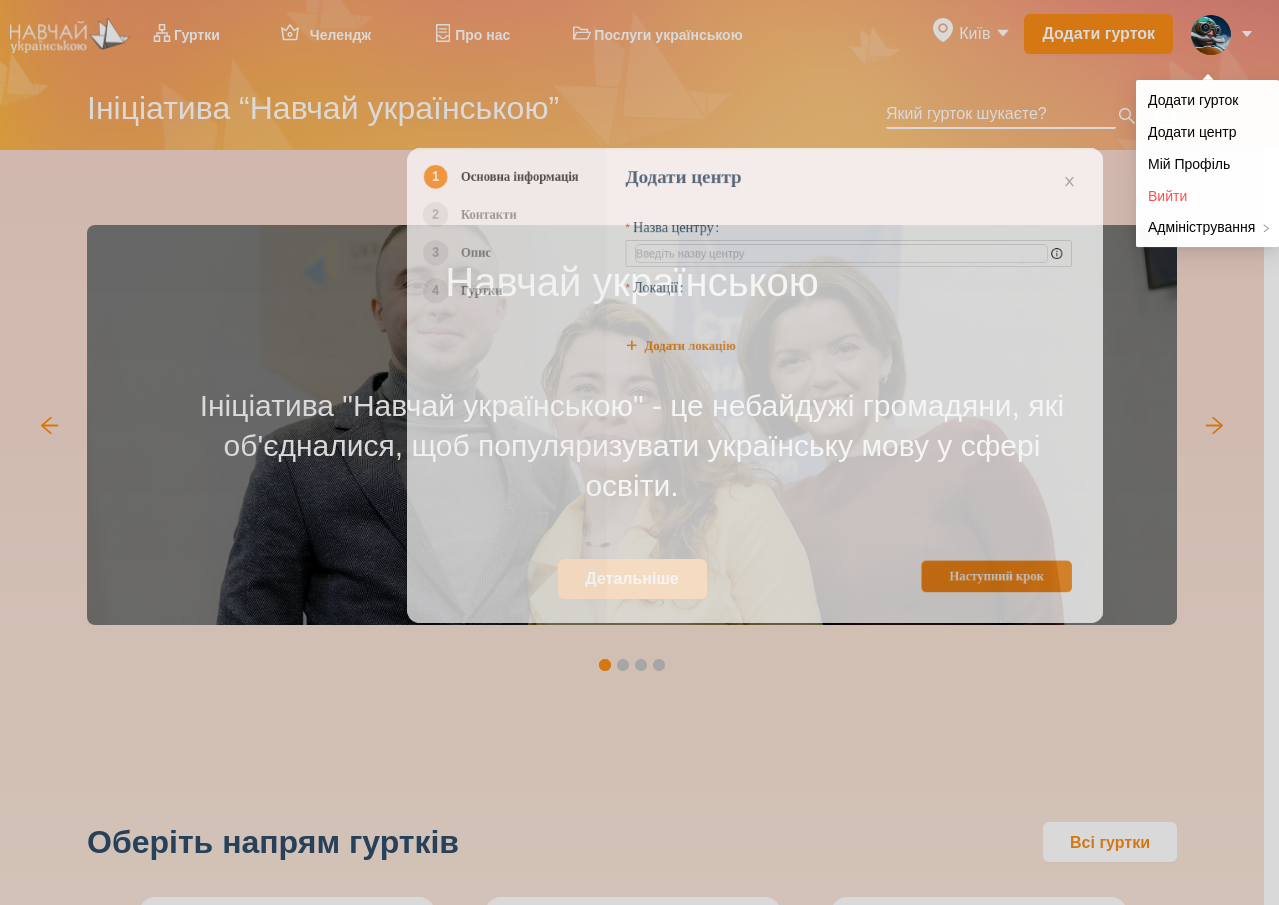 НАВЧАЙ
українською
Гуртки
Челендж
Про нас
Послуги українською
Київ
Додати гурток
Додати гурток
Додати центр
Мій Профіль
Вийти
Адміністрування
Ініціатива “Навчай українською”
Який гурток шукаєте?
1 Основна інформація
2 Контакти
3 Опис
4 Гуртки
Додати центр
* Назва центру:
Введіть назву центру
* Локації:
+ Додати локацію
Наступний крок
Навчай українською
Ініціатива "Навчай українською" - це небайдужі громадяни, які
об'єдналися, щоб популяризувати українську мову у сфері
освіти.
Детальніше
Оберіть напрям гуртків
Всі гуртки